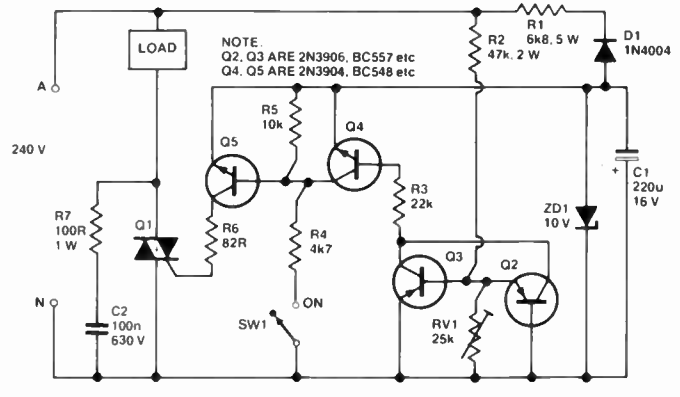 R1
6k8, 5 W
D1
1N4004
R2
47k, 2 W
LOAD
NOTE.
Q2, Q3 ARE 2N3906, BC557 etc
Q4, Q5 ARE 2N3904, BC548 etc
A
R5
10k
Q4
Q5
240 V
+
C1
220u
16 V
R3
22k
ZD1
10 V
R7
100R
1 W
Q1
R6
82R
R4
4k7
Q3
Q2
N
ON
C2
100n
630 V
SW1
RV1
25k